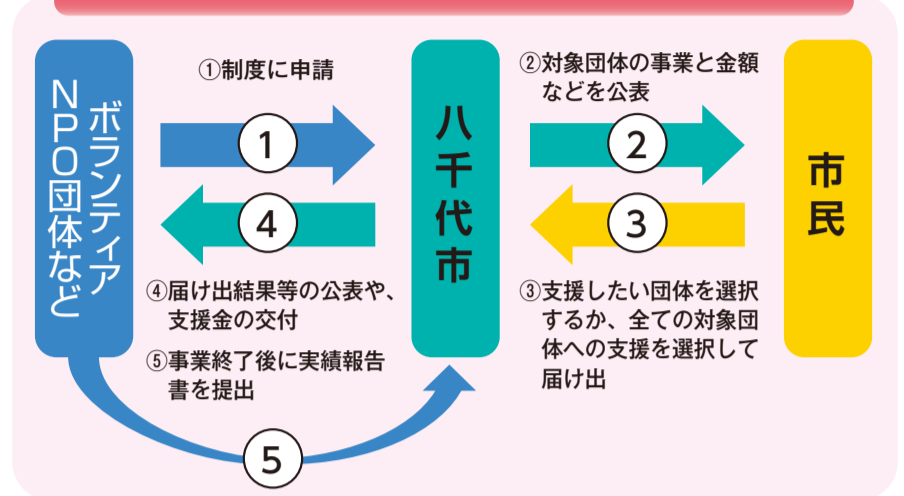 ボランティア
NPO団体など
①制度に申請
1
八千代市
②対象団体の事業と金額
などを公表
2
市民
4
3
④届け出結果等の公表や、
支援金の交付
③支援したい団体を選択
するか、全ての対象団
体への支援を選択して
届け出
⑤事業終了後に実績報告
書を提出
5